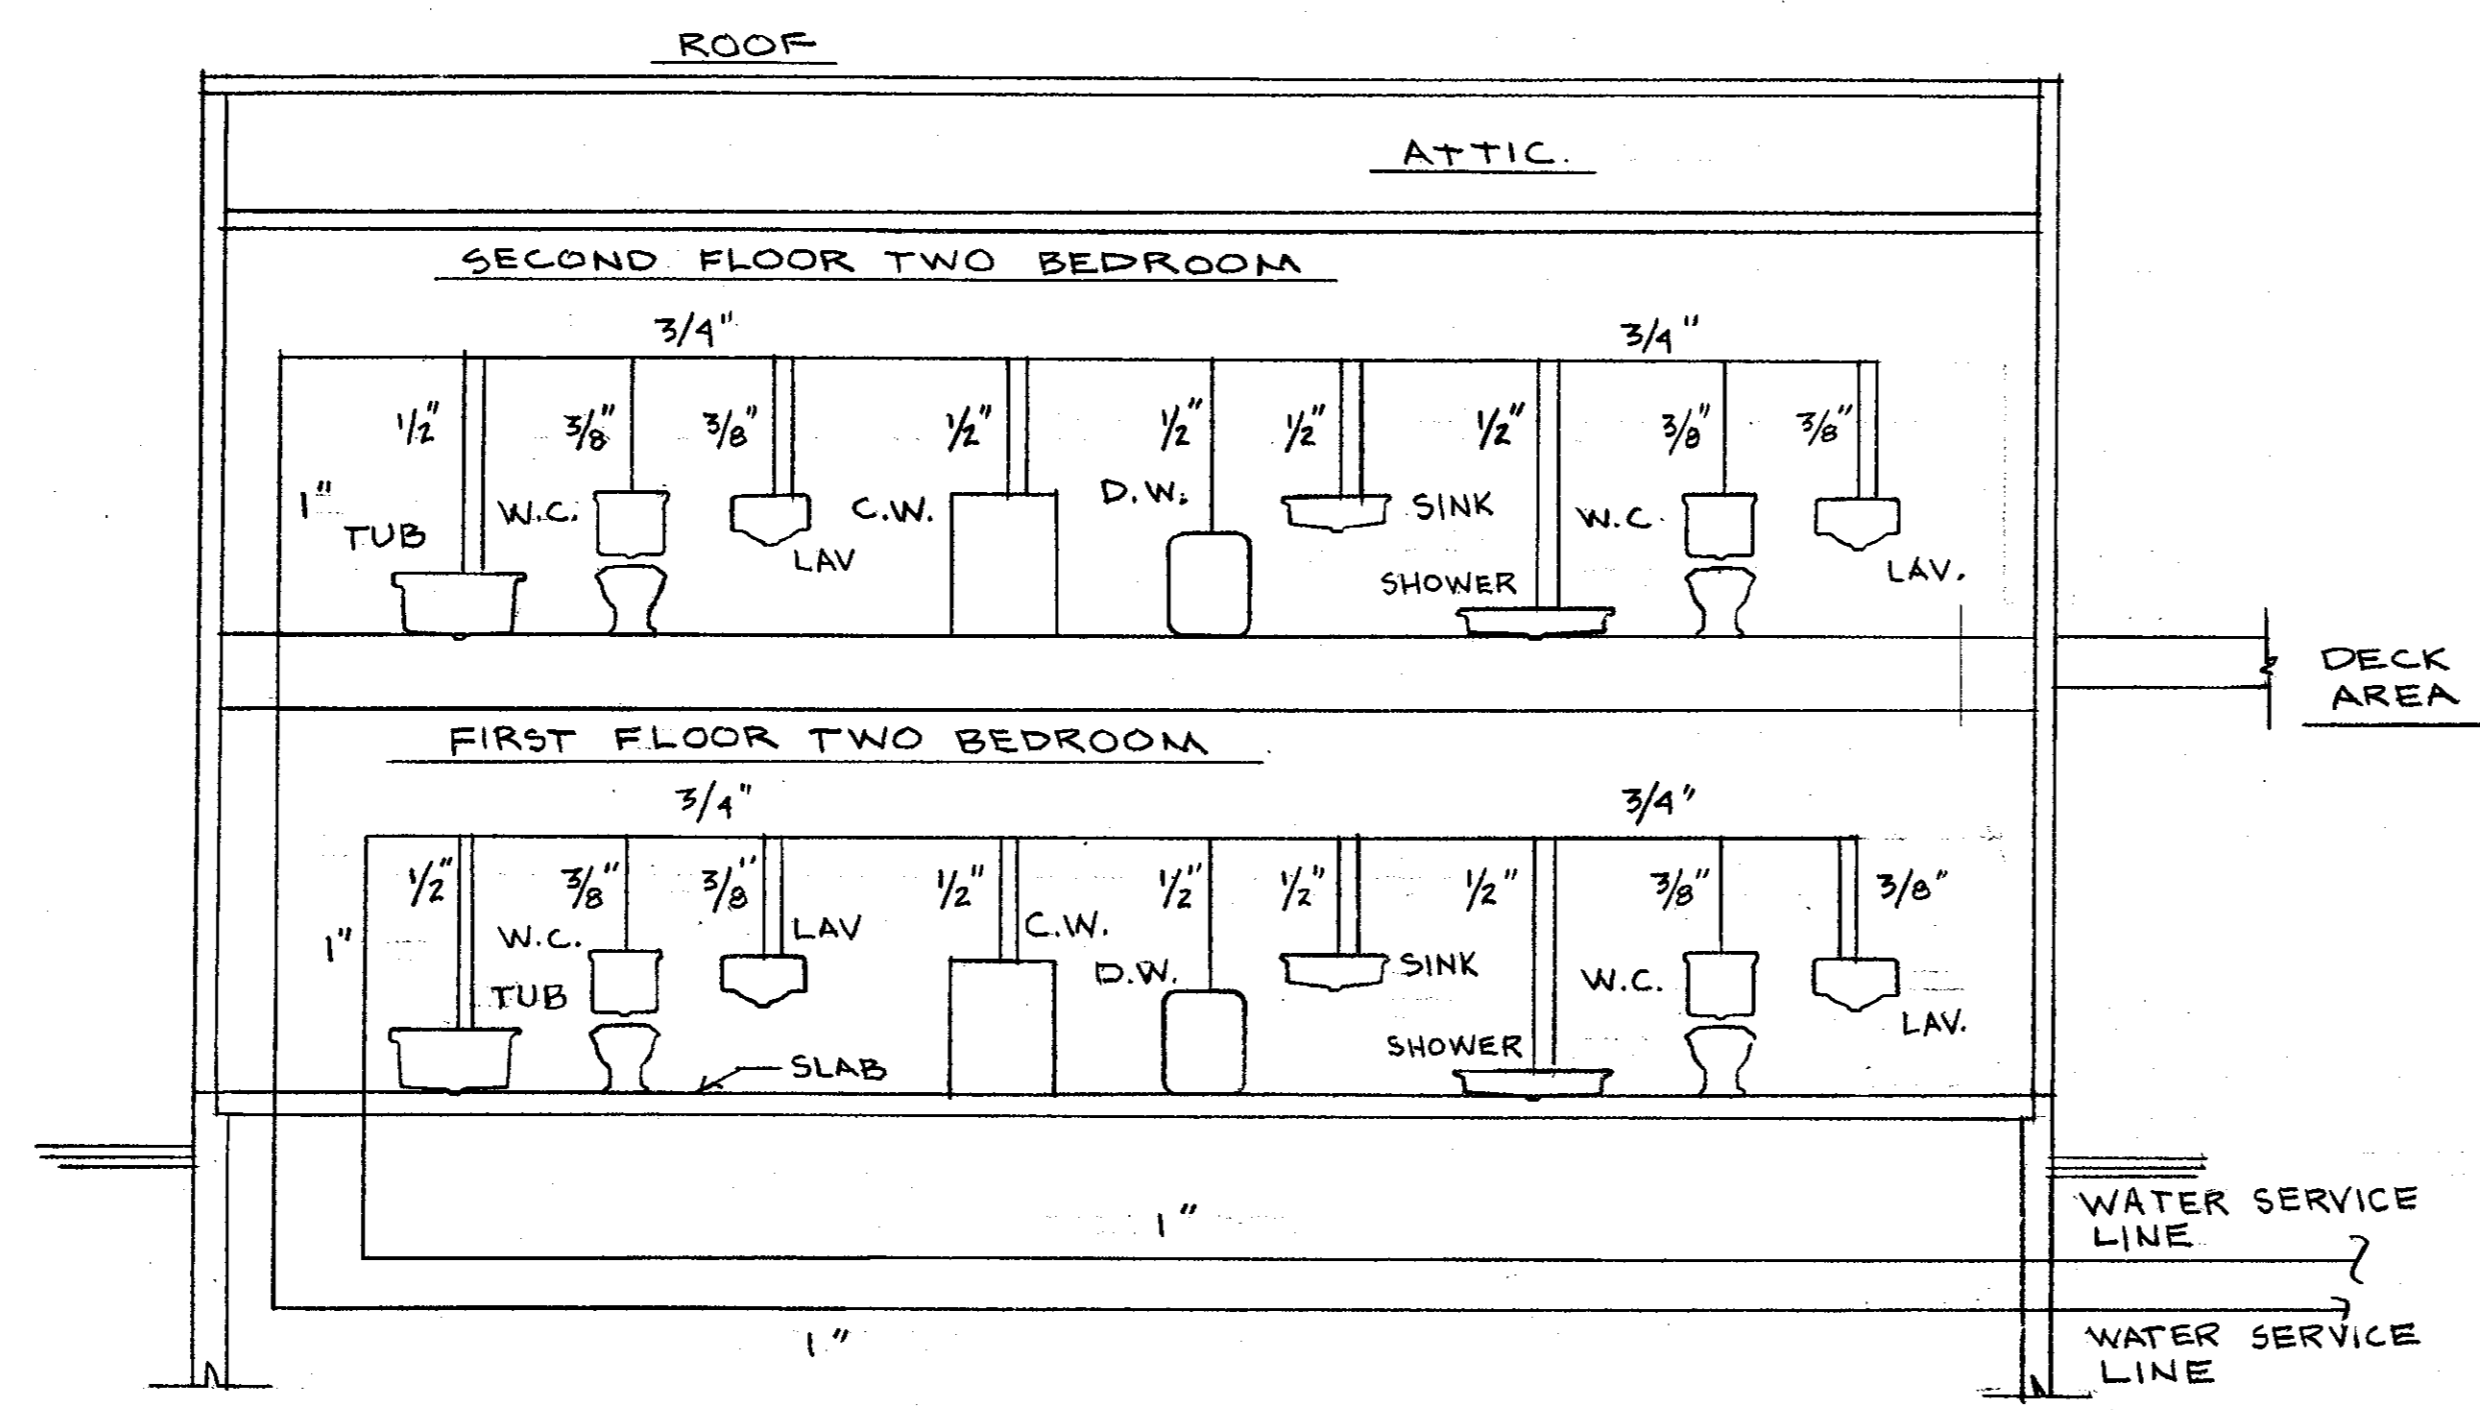 ROOF
ATTIC.
SECOND FLOOR TWO BEDROOM
3/4" 3/4"
1/2" 3/8" 3/8" 1/2" 1/2" 1/2" 1/2" 3/8" 3/8"
1" TUB W.C. LAV C.W. D.W. SINK SHOWER W.C. LAV.
DECK
AREA
FIRST FLOOR TWO BEDROOM
3/4" 3/4"
1/2" 3/8" 3/8" 1/2" 1/2" 1/2" 1/2" 3/8" 3/8"
1" TUB W.C. LAV C.W. D.W. SINK SHOWER W.C. LAV.
SLAB
1"
WATER SERVICE
LINE
1"
WATER SERVICE
LINE